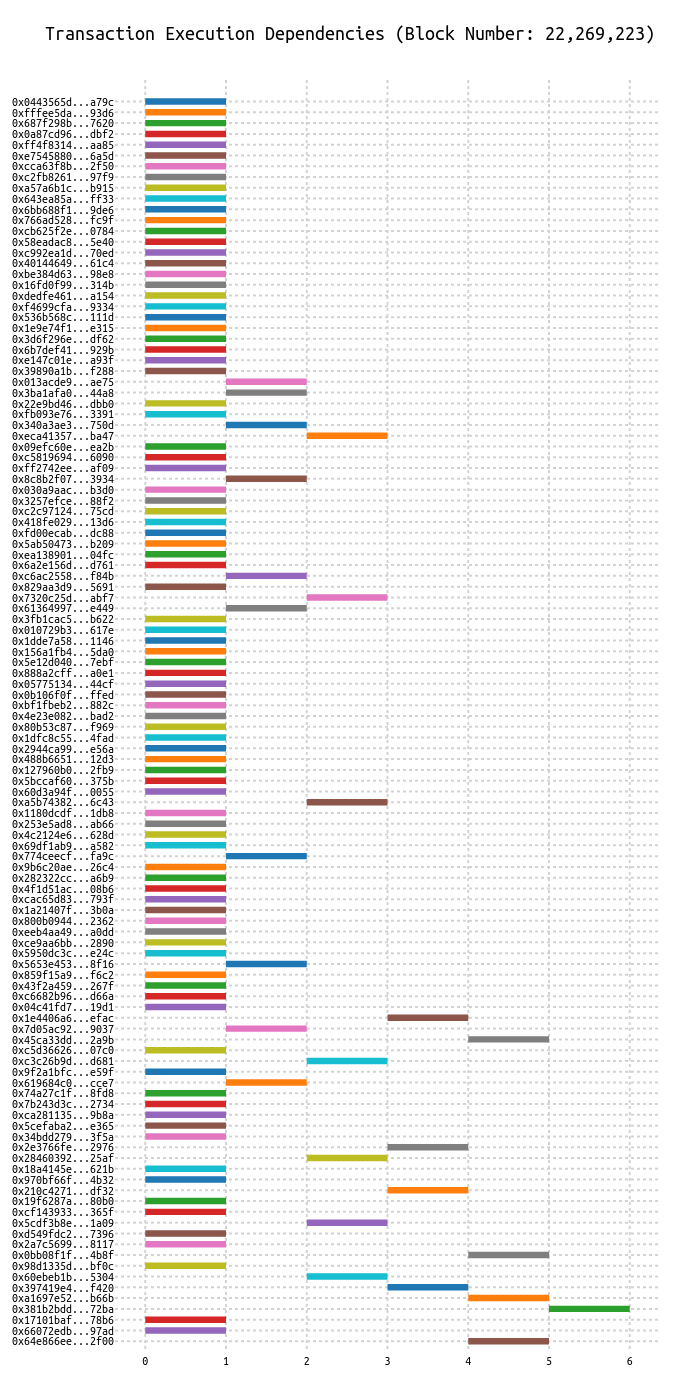 Transaction Execution Dependencies (Block Number: 22,269,223)
0x0443565d...a79c
0xfffee5da...93d6
0x687f298b...7620
0x0a87cd96...dbf2
0xff4f8314...aa85
0xe7545880...6a5d
0xcca63f8b...2f50
0xc2fb8261...97f9
0xa57a6b1c...b915
0x643ea85a...ff33
0x6bb688f1...9de6
0x766ad528...fc9f
0xcb625f2e...0784
0x58eadac8...5e40
0xc992ea1d...70ed
0x40144649...61c4
0xbe384d63...98e8
0x16fd0f99...314b
0xdedfe461...a154
0xf4699cfa...9334
0x536b568c...111d
0x1e9e74f1...e315
0x3d6f296e...df62
0x6b7def41...929b
0xe147c01e...a93f
0x39890a1b...f288
0x013acde9...ae75
0x3ba1afa0...44a8
0x22e9bd46...dbb0
0xfb093e76...3391
0x340a3ae3...750d
0xeca41357...ba47
0x09efc60e...ea2b
0xc5819694...6090
0xff2742ee...af09
0x8c8b2f07...3934
0x030a9aac...b3d0
0x3257efce...88f2
0xc2c97124...75cd
0x418fe029...13d6
0xfd00ecab...dc88
0x5ab50473...b209
0xea138901...04fc
0x6a2e156d...d761
0xc6ac2558...f84b
0x829aa3d9...5691
0x7320c25d...abf7
0x61364997...e449
0x3fb1cac5...b622
0x010729b3...617e
0x1dde7a58...1146
0x156a1fb4...5da0
0x5e12d040...7ebf
0x888a2cff...a0e1
0x05775134...44cf
0x0b106f0f...ffed
0xbf1fbeb2...882c
0x4e23e082...bad2
0x80b53c87...f969
0x1dfc8c55...4fad
0x2944ca99...e56a
0x488b6651...12d3
0x127960b0...2fb9
0x5bccaf60...375b
0x60d3a94f...0055
0xa5b74382...6c43
0x1180dcdf...1db8
0x253e5ad8...ab66
0x4c2124e6...628d
0x69df1ab9...a582
0x774ceecf...fa9c
0x9b6c20ae...26c4
0x282322cc...a6b9
0x4f1d51ac...08b6
0xcac65d83...793f
0x1a21407f...3b0a
0x800b0944...2362
0xeeb4aa49...a0dd
0xce9aa6bb...2890
0x5950dc3c...e24c
0x5653e453...8f16
0x859f15a9...f6c2
0x43f2a459...267f
0xc6682b96...d66a
0x04c41fd7...19d1
0x1e4406a6...efac
0x7d05ac92...9037
0x45ca33dd...2a9b
0xc5d36626...07c0
0xc3c26b9d...d681
0x9f2a1bfc...e59f
0x619684c0...cce7
0x74a27c1f...8fd8
0x7b243d3c...2734
0xca281135...9b8a
0x5cefaba2...e365
0x34bdd279...3f5a
0x2e3766fe...2976
0x28460392...25af
0x18a4145e...621b
0x970bf66f...4b32
0x210c4271...df32
0x19f6287a...80b0
0xcf143933...365f
0x5cdf3b8e...1a09
0xd549fdc2...7396
0x2a7c5699...8117
0x0bb08f1f...4b8f
0x98d1335d...bf0c
0x60ebeb1b...5304
0x397419e4...f420
0xa1697e52...b66b
0x381b2bdd...72ba
0x17101baf...78b6
0x66072edb...97ad
0x64e866ee...2f00
0 1 2 3 4 5 6